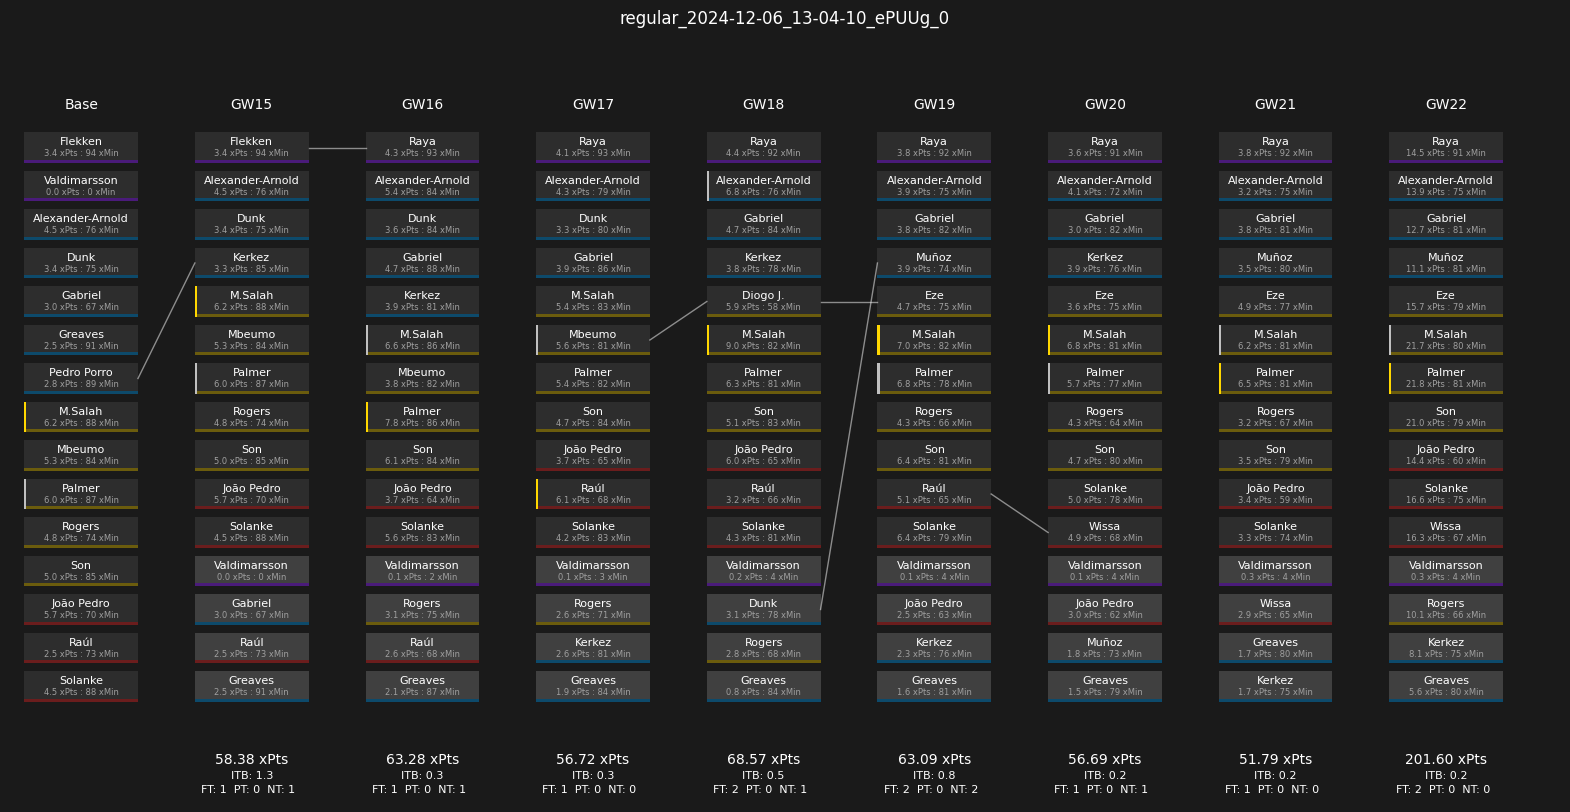 regular_2024-12-06_13-04-10_ePUUg_0
Base
Flekken
3.4 xPts : 94 xMin
Valdimarsson
0.0 xPts : 0 xMin
Alexander-Arnold
4.5 xPts : 76 xMin
Dunk
3.4 xPts : 75 xMin
Gabriel
3.0 xPts : 67 xMin
Greaves
2.5 xPts : 91 xMin
Pedro Porro
2.8 xPts : 89 xMin
M.Salah
6.2 xPts : 88 xMin
Mbeumo
5.3 xPts : 84 xMin
Palmer
6.0 xPts : 87 xMin
Rogers
4.8 xPts : 74 xMin
Son
5.0 xPts : 85 xMin
João Pedro
5.7 xPts : 70 xMin
Raúl
2.5 xPts : 73 xMin
Solanke
4.5 xPts : 88 xMin
GW15
Flekken
3.4 xPts : 94 xMin
Alexander-Arnold
4.5 xPts : 76 xMin
Dunk
3.4 xPts : 75 xMin
Kerkez
3.3 xPts : 85 xMin
M.Salah
6.2 xPts : 88 xMin
Mbeumo
5.3 xPts : 84 xMin
Palmer
6.0 xPts : 87 xMin
Rogers
4.8 xPts : 74 xMin
Son
5.0 xPts : 85 xMin
João Pedro
5.7 xPts : 70 xMin
Solanke
4.5 xPts : 88 xMin
Valdimarsson
0.0 xPts : 0 xMin
Gabriel
3.0 xPts : 67 xMin
Raúl
2.5 xPts : 73 xMin
Greaves
2.5 xPts : 91 xMin
58.38 xPts
ITB: 1.3
FT: 1 PT: 0 NT: 1
GW16
Raya
4.3 xPts : 93 xMin
Alexander-Arnold
5.4 xPts : 84 xMin
Dunk
3.6 xPts : 84 xMin
Gabriel
4.7 xPts : 88 xMin
Kerkez
3.9 xPts : 81 xMin
M.Salah
6.6 xPts : 86 xMin
Mbeumo
3.8 xPts : 82 xMin
Palmer
7.8 xPts : 86 xMin
Son
6.1 xPts : 84 xMin
João Pedro
3.7 xPts : 64 xMin
Solanke
5.6 xPts : 83 xMin
Valdimarsson
0.1 xPts : 2 xMin
Rogers
3.1 xPts : 75 xMin
Raúl
2.6 xPts : 68 xMin
Greaves
2.1 xPts : 87 xMin
63.28 xPts
ITB: 0.3
FT: 1 PT: 0 NT: 1
GW17
Raya
4.1 xPts : 93 xMin
Alexander-Arnold
4.3 xPts : 79 xMin
Dunk
3.3 xPts : 80 xMin
Gabriel
3.9 xPts : 86 xMin
M.Salah
5.4 xPts : 83 xMin
Mbeumo
5.6 xPts : 81 xMin
Palmer
5.4 xPts : 82 xMin
Son
4.7 xPts : 84 xMin
João Pedro
3.7 xPts : 65 xMin
Raúl
6.1 xPts : 68 xMin
Solanke
4.2 xPts : 83 xMin
Valdimarsson
0.1 xPts : 3 xMin
Rogers
2.6 xPts : 71 xMin
Kerkez
2.6 xPts : 81 xMin
Greaves
1.9 xPts : 84 xMin
56.72 xPts
ITB: 0.3
FT: 1 PT: 0 NT: 0
GW18
Raya
4.4 xPts : 92 xMin
Alexander-Arnold
6.8 xPts : 76 xMin
Gabriel
4.7 xPts : 84 xMin
Kerkez
3.8 xPts : 78 xMin
Diogo J.
5.9 xPts : 58 xMin
M.Salah
9.0 xPts : 82 xMin
Palmer
6.3 xPts : 81 xMin
Son
5.1 xPts : 83 xMin
João Pedro
6.0 xPts : 65 xMin
Raúl
3.2 xPts : 66 xMin
Solanke
4.3 xPts : 81 xMin
Valdimarsson
0.2 xPts : 4 xMin
Dunk
3.1 xPts : 78 xMin
Rogers
2.8 xPts : 68 xMin
Greaves
0.8 xPts : 84 xMin
68.57 xPts
ITB: 0.5
FT: 2 PT: 0 NT: 1
GW19
Raya
3.8 xPts : 92 xMin
Alexander-Arnold
3.9 xPts : 75 xMin
Gabriel
3.8 xPts : 82 xMin
Muñoz
3.9 xPts : 74 xMin
Eze
4.7 xPts : 75 xMin
M.Salah
7.0 xPts : 82 xMin
Palmer
6.8 xPts : 78 xMin
Rogers
4.3 xPts : 66 xMin
Son
6.4 xPts : 81 xMin
Raúl
5.1 xPts : 65 xMin
Solanke
6.4 xPts : 79 xMin
Valdimarsson
0.1 xPts : 4 xMin
João Pedro
2.5 xPts : 63 xMin
Kerkez
2.3 xPts : 76 xMin
Greaves
1.6 xPts : 81 xMin
63.09 xPts
ITB: 0.8
FT: 2 PT: 0 NT: 2
GW20
Raya
3.6 xPts : 91 xMin
Alexander-Arnold
4.1 xPts : 72 xMin
Gabriel
3.0 xPts : 82 xMin
Kerkez
3.9 xPts : 76 xMin
Eze
3.6 xPts : 75 xMin
M.Salah
6.8 xPts : 81 xMin
Palmer
5.7 xPts : 77 xMin
Rogers
4.3 xPts : 64 xMin
Son
4.7 xPts : 80 xMin
Solanke
5.0 xPts : 78 xMin
Wissa
4.9 xPts : 68 xMin
Valdimarsson
0.1 xPts : 4 xMin
João Pedro
3.0 xPts : 62 xMin
Muñoz
1.8 xPts : 73 xMin
Greaves
1.5 xPts : 79 xMin
56.69 xPts
ITB: 0.2
FT: 1 PT: 0 NT: 1
GW21
Raya
3.8 xPts : 92 xMin
Alexander-Arnold
3.2 xPts : 75 xMin
Gabriel
3.8 xPts : 81 xMin
Muñoz
3.5 xPts : 80 xMin
Eze
4.9 xPts : 77 xMin
M.Salah
6.2 xPts : 81 xMin
Palmer
6.5 xPts : 81 xMin
Rogers
3.2 xPts : 67 xMin
Son
3.5 xPts : 79 xMin
João Pedro
3.4 xPts : 59 xMin
Solanke
3.3 xPts : 74 xMin
Valdimarsson
0.3 xPts : 4 xMin
Wissa
2.9 xPts : 65 xMin
Greaves
1.7 xPts : 80 xMin
Kerkez
1.7 xPts : 75 xMin
51.79 xPts
ITB: 0.2
FT: 1 PT: 0 NT: 0
GW22
Raya
14.5 xPts : 91 xMin
Alexander-Arnold
13.9 xPts : 75 xMin
Gabriel
12.7 xPts : 81 xMin
Muñoz
11.1 xPts : 81 xMin
Eze
15.7 xPts : 79 xMin
M.Salah
21.7 xPts : 80 xMin
Palmer
21.8 xPts : 81 xMin
Son
21.0 xPts : 79 xMin
João Pedro
14.4 xPts : 60 xMin
Solanke
16.6 xPts : 75 xMin
Wissa
16.3 xPts : 67 xMin
Valdimarsson
0.3 xPts : 4 xMin
Rogers
10.1 xPts : 66 xMin
Kerkez
8.1 xPts : 75 xMin
Greaves
5.6 xPts : 80 xMin
201.60 xPts
ITB: 0.2
FT: 2 PT: 0 NT: 0